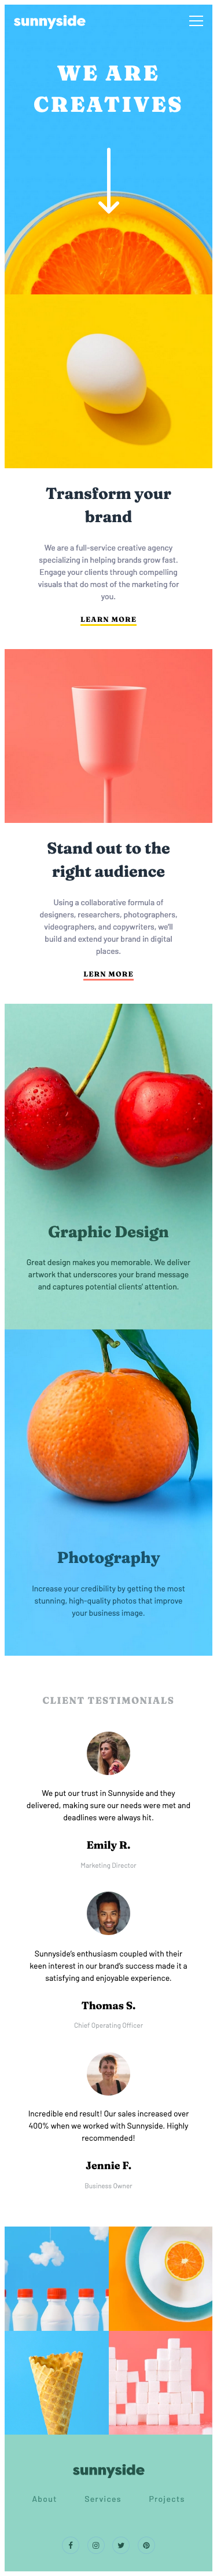 sunnyside
WE ARE
CREATIVES
Transform your
brand
We are a full-service creative agency
specializing in helping brands grow fast.
Engage your clients through compelling
visuals that do most of the marketing for
you.
LEARN MORE
Stand out to the
right audience
Using a collaborative formula of
designers, researchers, photographers,
videographers, and copywriters, we'll
build and extend your brand in digital
places.
LERN MORE
Graphic Design
Great design makes you memorable. We deliver
artwork that underscores your brand message
and captures potential clients' attention.
Photography
Increase your credibility by getting the most
stunning, high-quality photos that improve
your business image.
CLIENT TESTIMONIALS
We put our trust in Sunnyside and they
delivered, making sure our needs were met and
deadlines were always hit.
Emily R.
Marketing Director
Sunnyside's enthusiasm coupled with their
keen interest in our brand's success made it a
satisfying and enjoyable experience.
Thomas S.
Chief Operating Officer
Incredible end result! Our sales increased over
400% when we worked with Sunnyside. Highly
recommended!
Jennie F.
Business Owner
sunnyside
About Services Projects